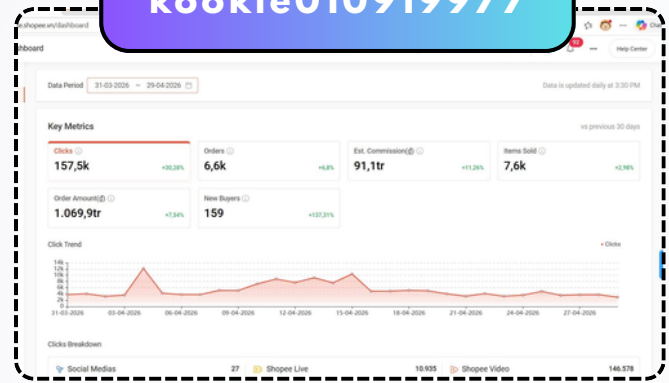 kookie010919977
e.shopee.vn/dashboard
hboard
92
Help Center
Data Period 31-03-2026 ~ 29-04-2026
Data is updated daily at 3:30 PM
Key Metrics
vs previous 30 days
Clicks
157,5k
+30,28%
Orders
6,6k
+6,8%
Est. Commission(₫)
91,1tr
+11,26%
Items Sold
7,6k
+2,98%
Order Amount(₫)
1.069,9tr
+7,54%
New Buyers
159
+137,31%
Click Trend
Clicks
14k
12k
10k
8k
6k
4k
2k
0
31-03-2026 03-04-2026 06-04-2026 09-04-2026 12-04-2026 15-04-2026 18-04-2026 21-04-2026 24-04-2026 27-04-2026
Clicks Breakdown
Social Medias 27 Shopee Live 10.935 Shopee Video 146.578